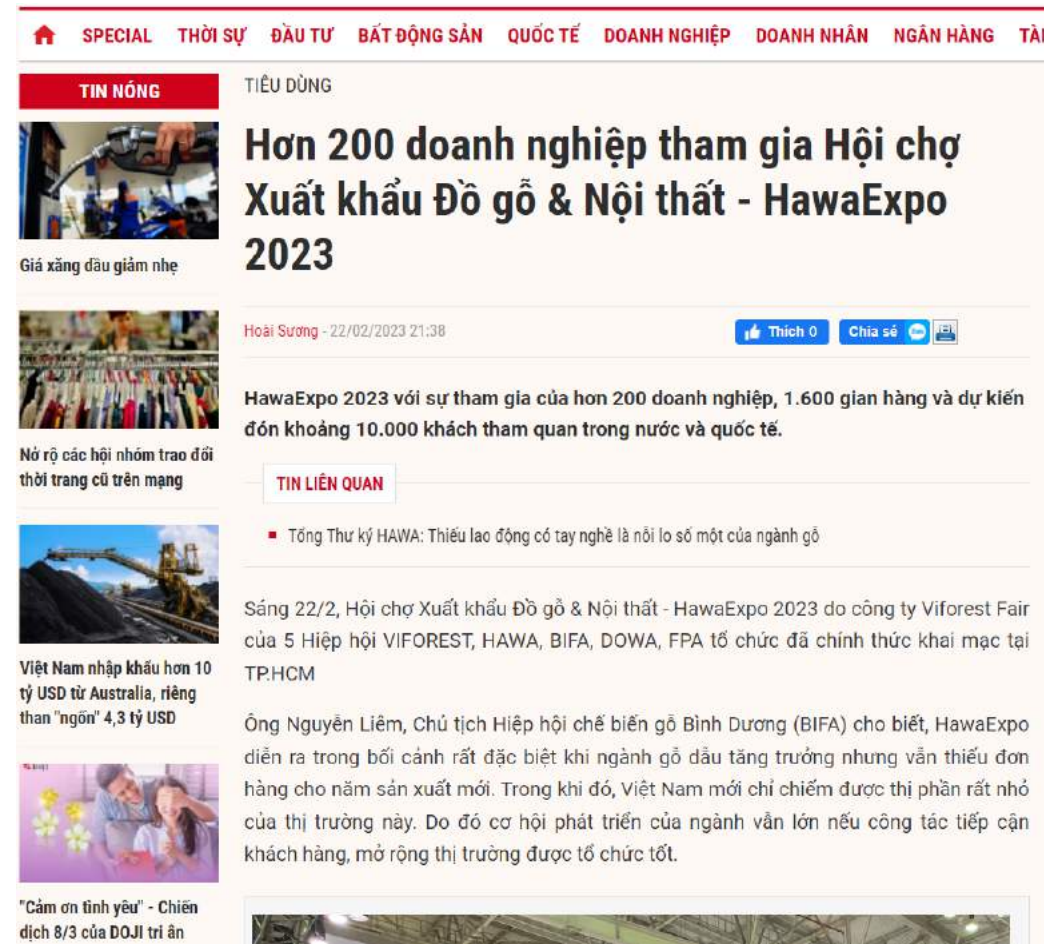 SPECIAL THỜI SỰ ĐẦU TƯ BẤT ĐỘNG SẢN QUỐC TẾ DOANH NGHIỆP DOANH NHÂN NGÂN HÀNG TÀI
TIN NÓNG
Giá xăng dầu giảm nhẹ
Nở rộ các hội nhóm trao đổi
thời trang cũ trên mạng
Việt Nam nhập khẩu hơn 10
tỷ USD từ Australia, riêng
than "ngốn" 4,3 tỷ USD
"Cảm ơn tình yêu" - Chiến
dịch 8/3 của DOJI tri ân
TIÊU DÙNG
Hơn 200 doanh nghiệp tham gia Hội chợ
Xuất khẩu Đồ gỗ & Nội thất - HawaExpo
2023
Hoài Sương - 22/02/2023 21:38
Thích 0
Chia sẻ
HawaExpo 2023 với sự tham gia của hơn 200 doanh nghiệp, 1.600 gian hàng và dự kiến
đón khoảng 10.000 khách tham quan trong nước và quốc tế.
TIN LIÊN QUAN
Tổng Thư ký HAWA: Thiếu lao động có tay nghề là nỗi lo số một của ngành gỗ
Sáng 22/2, Hội chợ Xuất khẩu Đồ gỗ & Nội thất - HawaExpo 2023 do công ty Viforest Fair
của 5 Hiệp hội VIFOREST, HAWA, BIFA, DOWA, FPA tổ chức đã chính thức khai mạc tại
TP.HCM
Ông Nguyễn Liêm, Chủ tịch Hiệp hội chế biến gỗ Bình Dương (BIFA) cho biết, HawaExpo
diễn ra trong bối cảnh rất đặc biệt khi ngành gỗ dẫu tăng trưởng nhưng vẫn thiếu đơn
hàng cho năm sản xuất mới. Trong khi đó, Việt Nam mới chỉ chiếm được thị phần rất nhỏ
của thị trường này. Do đó cơ hội phát triển của ngành vẫn lớn nếu công tác tiếp cận
khách hàng, mở rộng thị trường được tổ chức tốt.